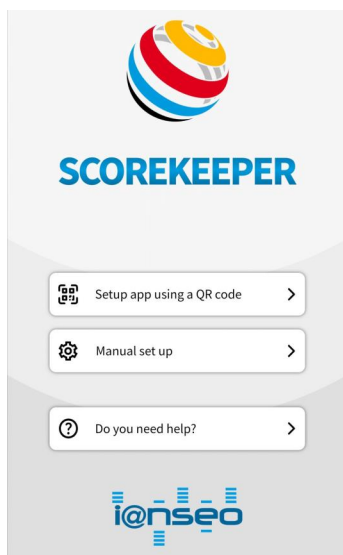 SCOREKEEPER
Setup app using a QR code
Manual set up
Do you need help?
i@nseo